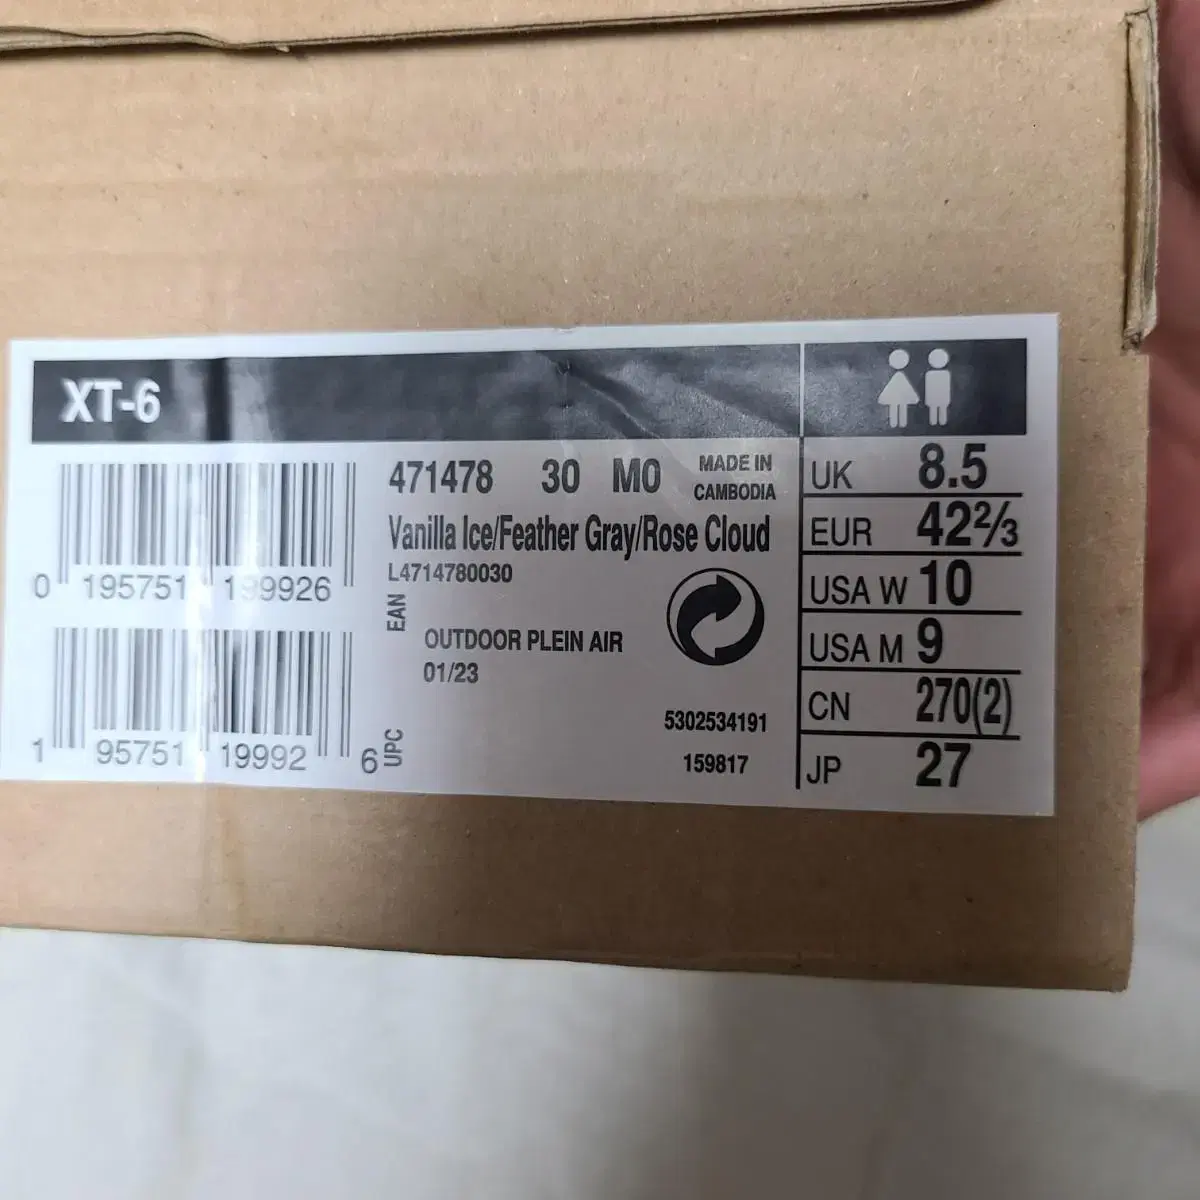 XT-6
471478 30 M0 MADE IN
CAMBODIA
Vanilla Ice/Feather Gray/Rose Cloud
L4714780030
0 195751 199926
EAN
OUTDOOR PLEIN AIR
01/23
1 95751 19992 6
UPC
5302534191
159817
UK 8.5
EUR 42⅔
USA W 10
USA M 9
CN 270(2)
JP 27